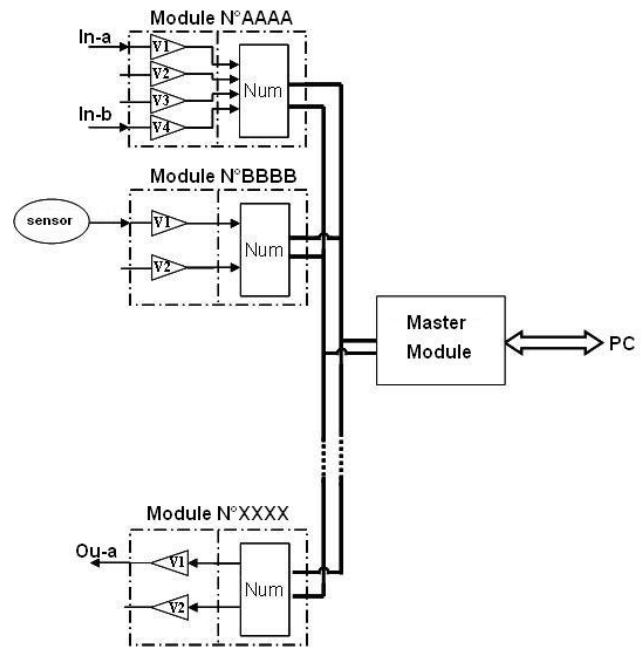 Module N°AAAA
In-a
V1
V2
V3
In-b
V4
Num
Module N°BBBB
sensor
V1
V2
Num
Master
Module
PC
Module N°XXXX
Ou-a
V1
V2
Num